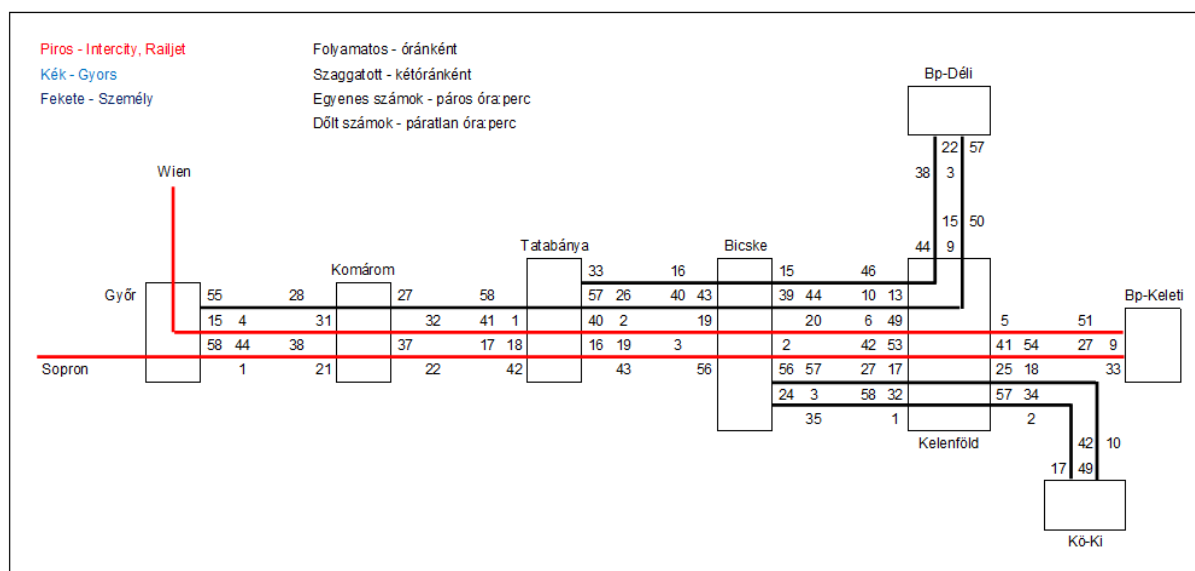 Piros - Intercity, Railjet
Folyamatos - óránként
Kék - Gyors
Szaggatott - kétóránként
Bp-Déli
Fekete - Személy
Egyenes számok - páros óra:perc
Dőlt számok - páratlan óra:perc
22 57
Wien
38 3
15 50
Tatabánya
Bicske
44 9
Komárom
33 16 15 46
Győr
55 28 27 58 57 26 40 43 39 44 10 13
Bp-Keleti
15 4 31 32 41 1 40 2 19 20 6 49 5 51
58 44 38 37 17 18 16 19 3 2 42 53 41 54 27 9
Sopron
1 21 22 42 43 56 56 57 27 17 25 18 33
24 3 58 32 57 34
35 1 2
Kelenföld
42 10
17 49
Kö-Ki